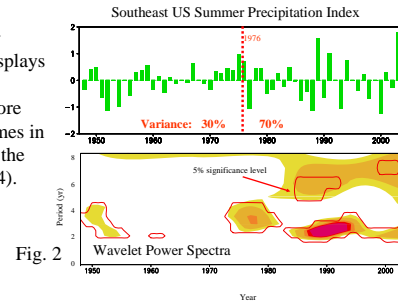 Southeast US Summer Precipitation Index
splays
ore
mes in
the
4).
2
1
0
−1
−2
1976
Variance: 30% 70%
1950 1960 1970 1980 1990 2000
8
6
4
2
0
Period (yr)
5% significance level
Fig. 2
Wavelet Power Spectra
1950 1960 1970 1980 1990 2000
Year